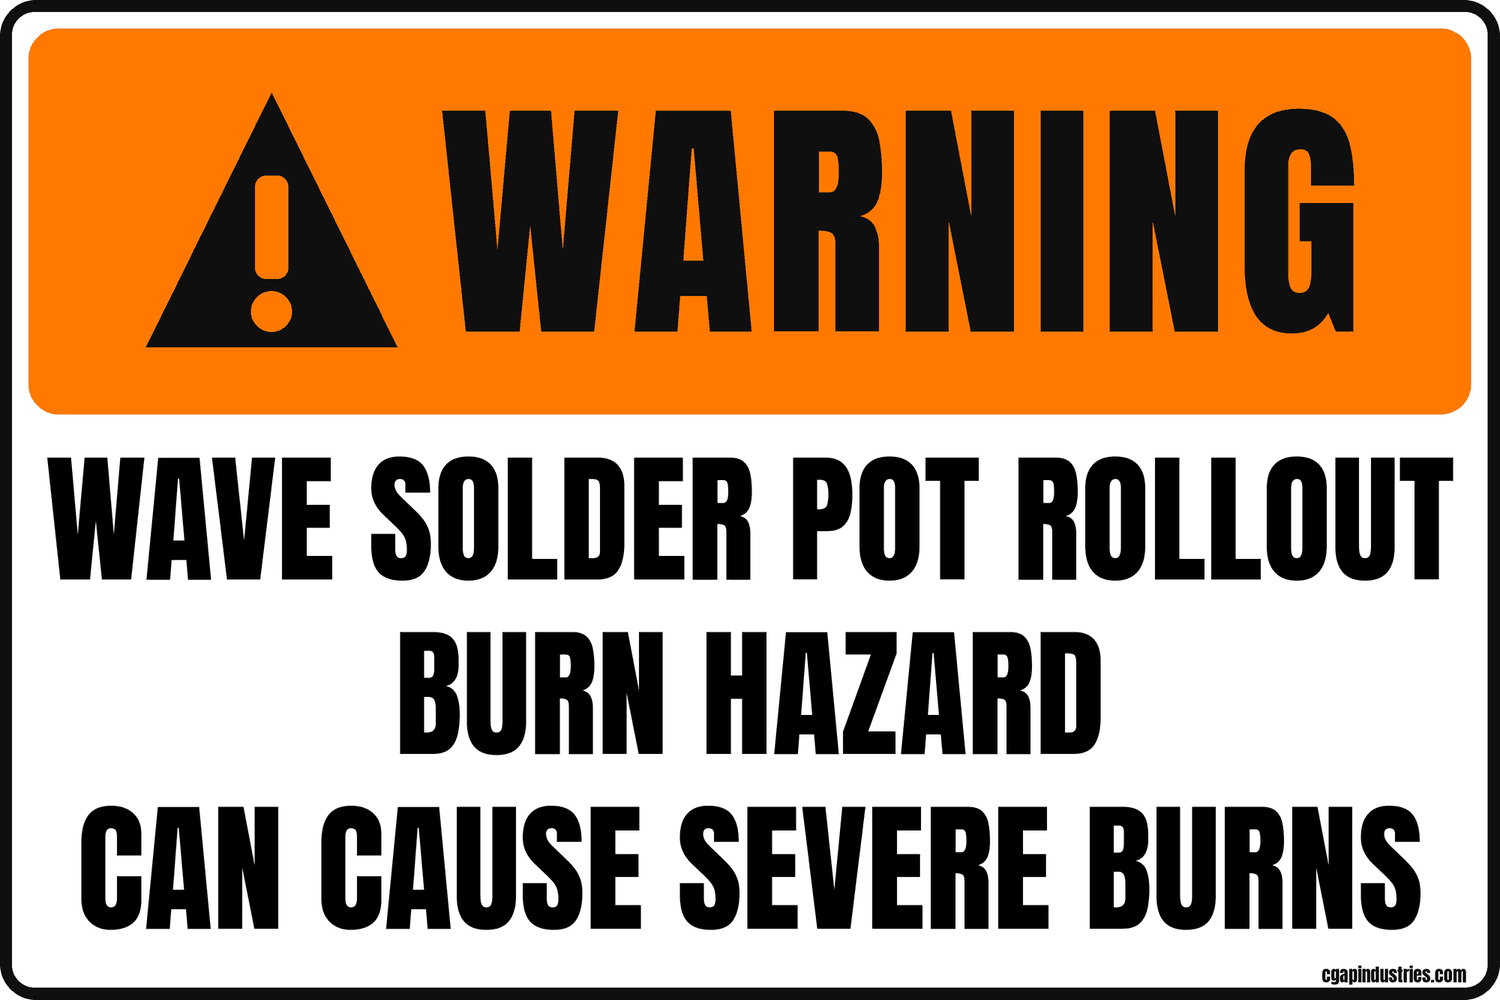 WARNING
WAVE SOLDER POT ROLLOUT
BURN HAZARD
CAN CAUSE SEVERE BURNS
cgapindustries.com